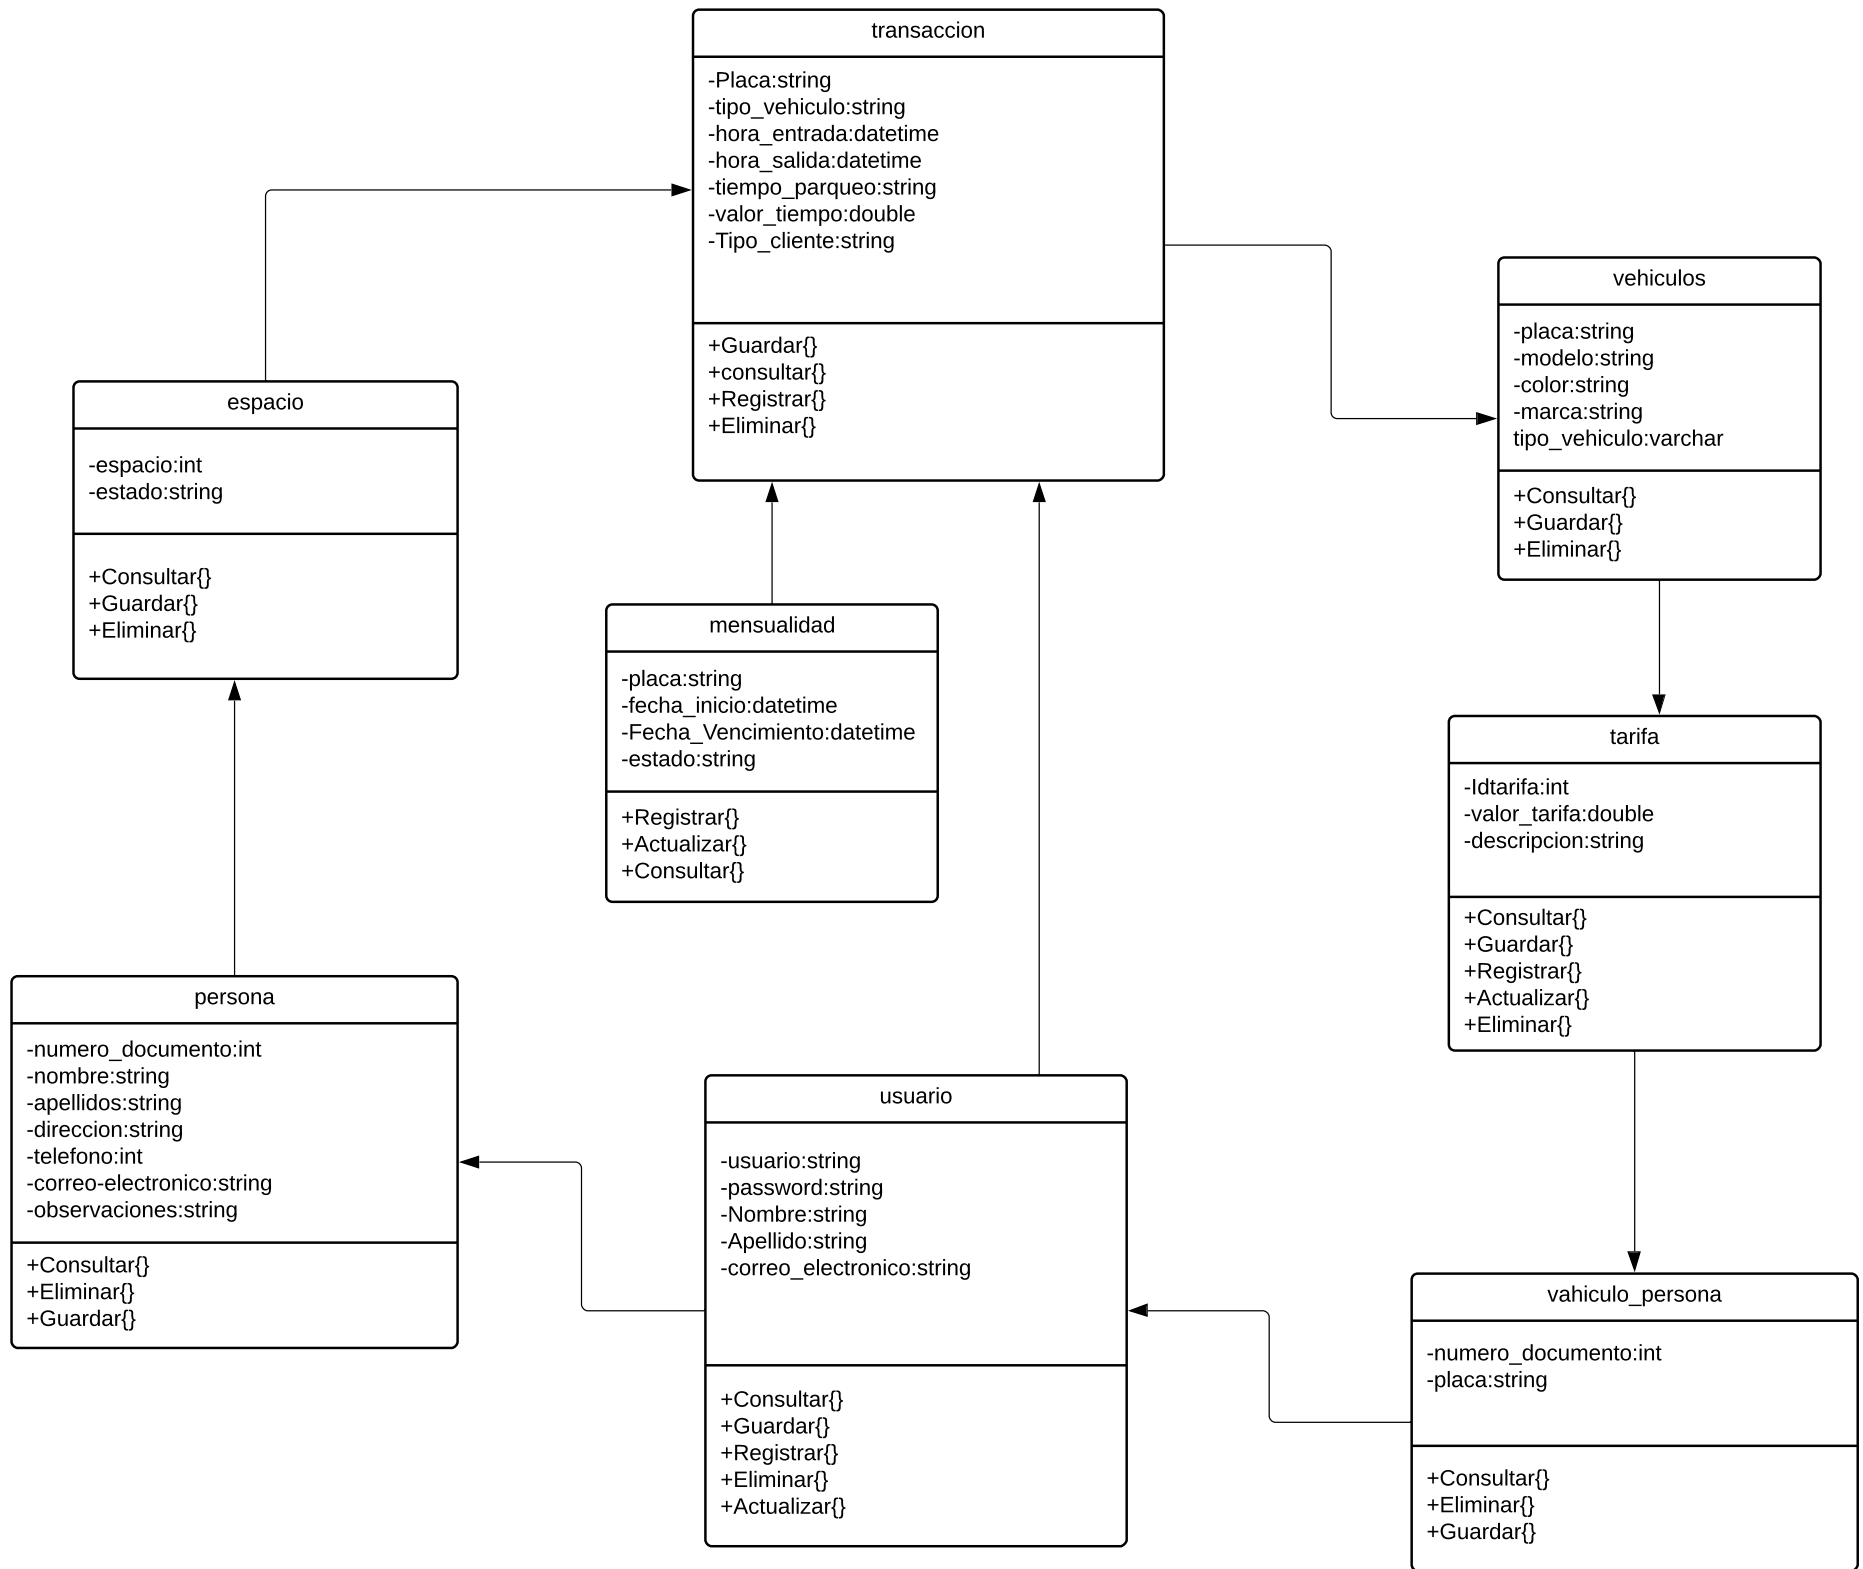 transaccion
-Placa:string
-tipo_vehiculo:string
-hora_entrada:datetime
-hora_salida:datetime
-tiempo_parqueo:string
-valor_tiempo:double
-Tipo_cliente:string
+Guardar{}
+consultar{}
+Registrar{}
+Eliminar{}
vehiculos
-placa:string
-modelo:string
-color:string
-marca:string
tipo_vehiculo:varchar
+Consultar{}
+Guardar{}
+Eliminar{}
espacio
-espacio:int
-estado:string
+Consultar{}
+Guardar{}
+Eliminar{}
mensualidad
-placa:string
-fecha_inicio:datetime
-Fecha_Vencimiento:datetime
-estado:string
+Registrar{}
+Actualizar{}
+Consultar{}
tarifa
-Idtarifa:int
-valor_tarifa:double
-descripcion:string
+Consultar{}
+Guardar{}
+Registrar{}
+Actualizar{}
+Eliminar{}
persona
-numero_documento:int
-nombre:string
-apellidos:string
-direccion:string
-telefono:int
-correo-electronico:string
-observaciones:string
+Consultar{}
+Eliminar{}
+Guardar{}
usuario
-usuario:string
-password:string
-Nombre:string
-Apellido:string
-correo_electronico:string
+Consultar{}
+Guardar{}
+Registrar{}
+Eliminar{}
+Actualizar{}
vahiculo_persona
-numero_documento:int
-placa:string
+Consultar{}
+Eliminar{}
+Guardar{}